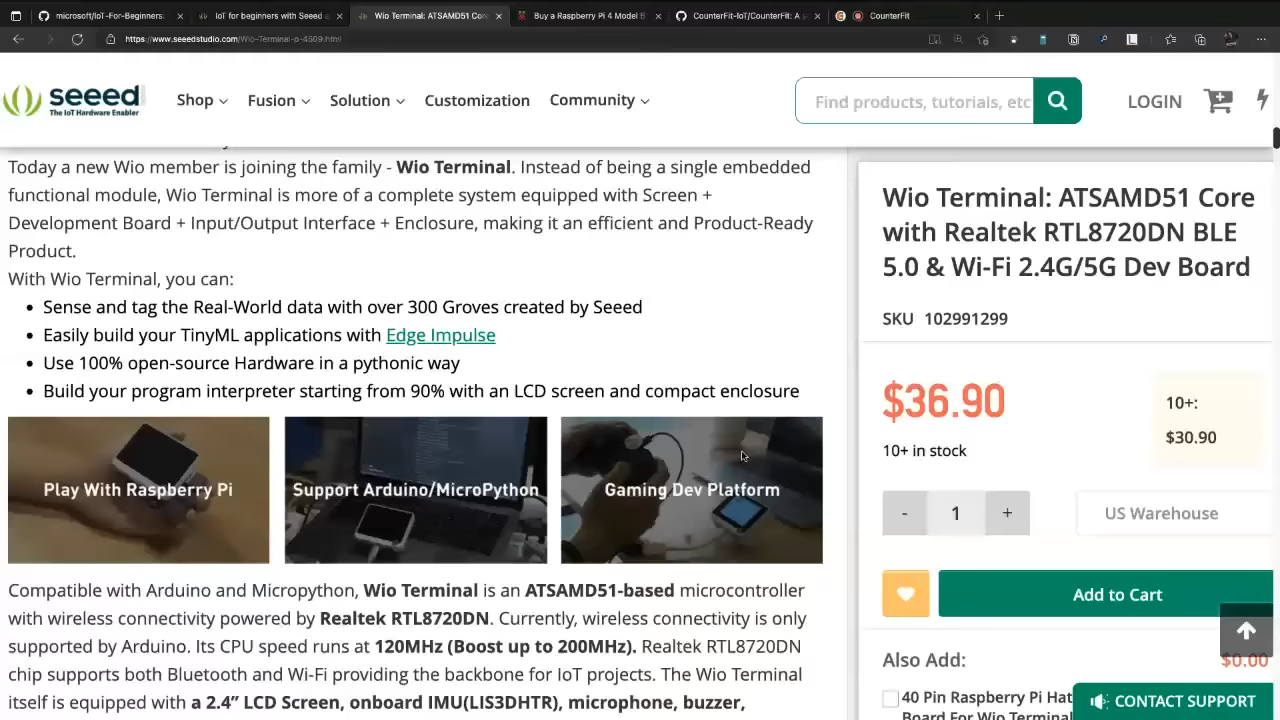 microsoft/IoT-For-Beginners:
IoT for beginners with Seeed a
Wio Terminal: ATSAMD51 Co
Buy a Raspberry Pi 4 Model B
CounterFit-IoT/CounterFit: A s
CounterFit
https://www.seeedstudio.com/Wio-Terminal-p-4509.html
seeed
The IoT Hardware Enabler
Shop
Fusion
Solution
Customization
Community
Find products, tutorials, etc
LOGIN
Today a new Wio member is joining the family - Wio Terminal. Instead of being a single embedded
functional module, Wio Terminal is more of a complete system equipped with Screen +
Development Board + Input/Output Interface + Enclosure, making it an efficient and Product-Ready
Product.
With Wio Terminal, you can:
• Sense and tag the Real-World data with over 300 Groves created by Seeed
• Easily build your TinyML applications with Edge Impulse
• Use 100% open-source Hardware in a pythonic way
• Build your program interpreter starting from 90% with an LCD screen and compact enclosure
Play With Raspberry Pi
Support Arduino/MicroPython
Gaming Dev Platform
Compatible with Arduino and Micropython, Wio Terminal is an ATSAMD51-based microcontroller
with wireless connectivity powered by Realtek RTL8720DN. Currently, wireless connectivity is only
supported by Arduino. Its CPU speed runs at 120MHz (Boost up to 200MHz). Realtek RTL8720DN
chip supports both Bluetooth and Wi-Fi providing the backbone for IoT projects. The Wio Terminal
itself is equipped with a 2.4” LCD Screen, onboard IMU(LIS3DHTR), microphone, buzzer,
Wio Terminal: ATSAMD51 Core
with Realtek RTL8720DN BLE
5.0 & Wi-Fi 2.4G/5G Dev Board
SKU 102991299
$36.90
10+:
$30.90
10+ in stock
-
1
+
US Warehouse
Add to Cart
Also Add:
$0.00
40 Pin Raspberry Pi Hat
Board For Wio Terminal
CONTACT SUPPORT